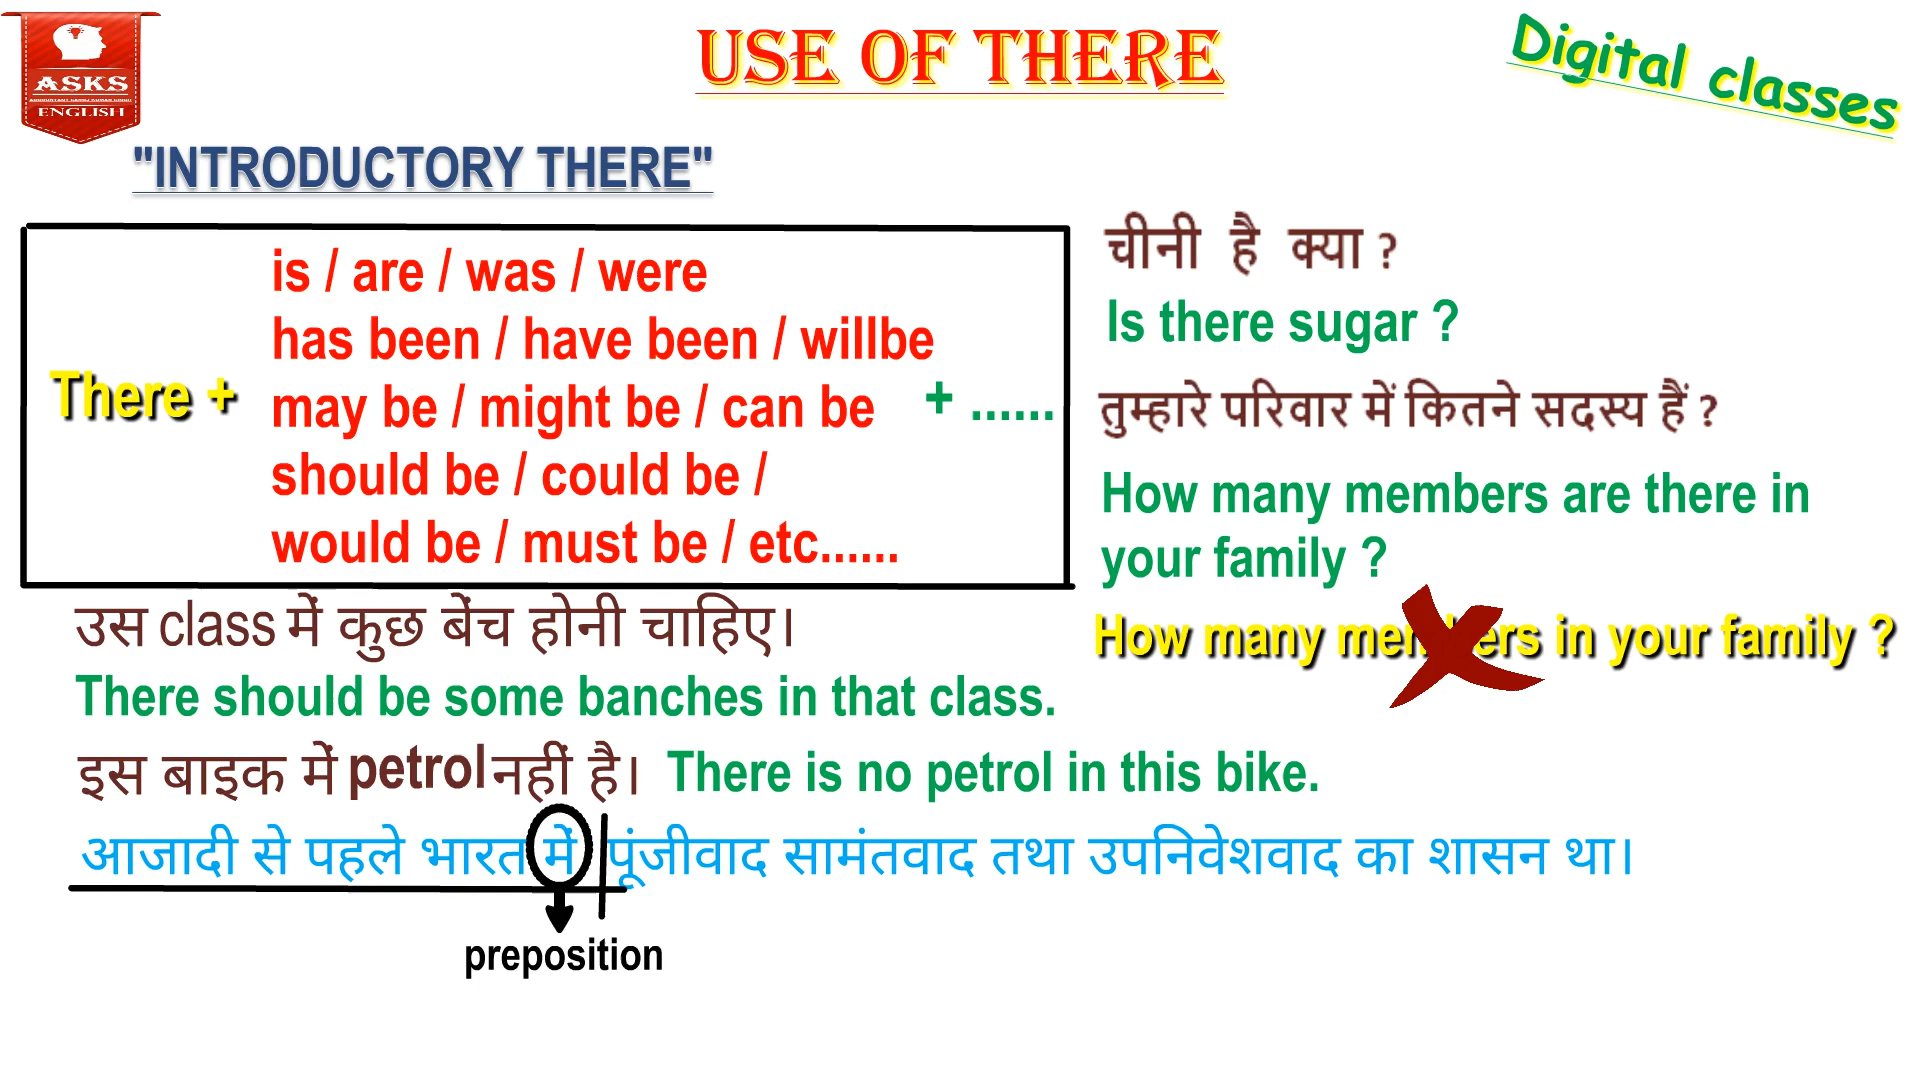 ASKS
ENGLISH
USE OF THERE
Digital classes
"INTRODUCTORY THERE"
There +
is / are / was / were
has been / have been / willbe
may be / might be / can be
should be / could be /
would be / must be / etc......
+ ......
चीनी है क्या ?
Is there sugar ?
तुम्हारे परिवार में कितने सदस्य हैं ?
How many members are there in
your family ?
How many members in your family ?
उस class में कुछ बेंच होनी चाहिए।
There should be some banches in that class.
इस बाइक में petrol नहीं है। There is no petrol in this bike.
आजादी से पहले भारत में पूंजीवाद सामंतवाद तथा उपनिवेशवाद का शासन था।
preposition